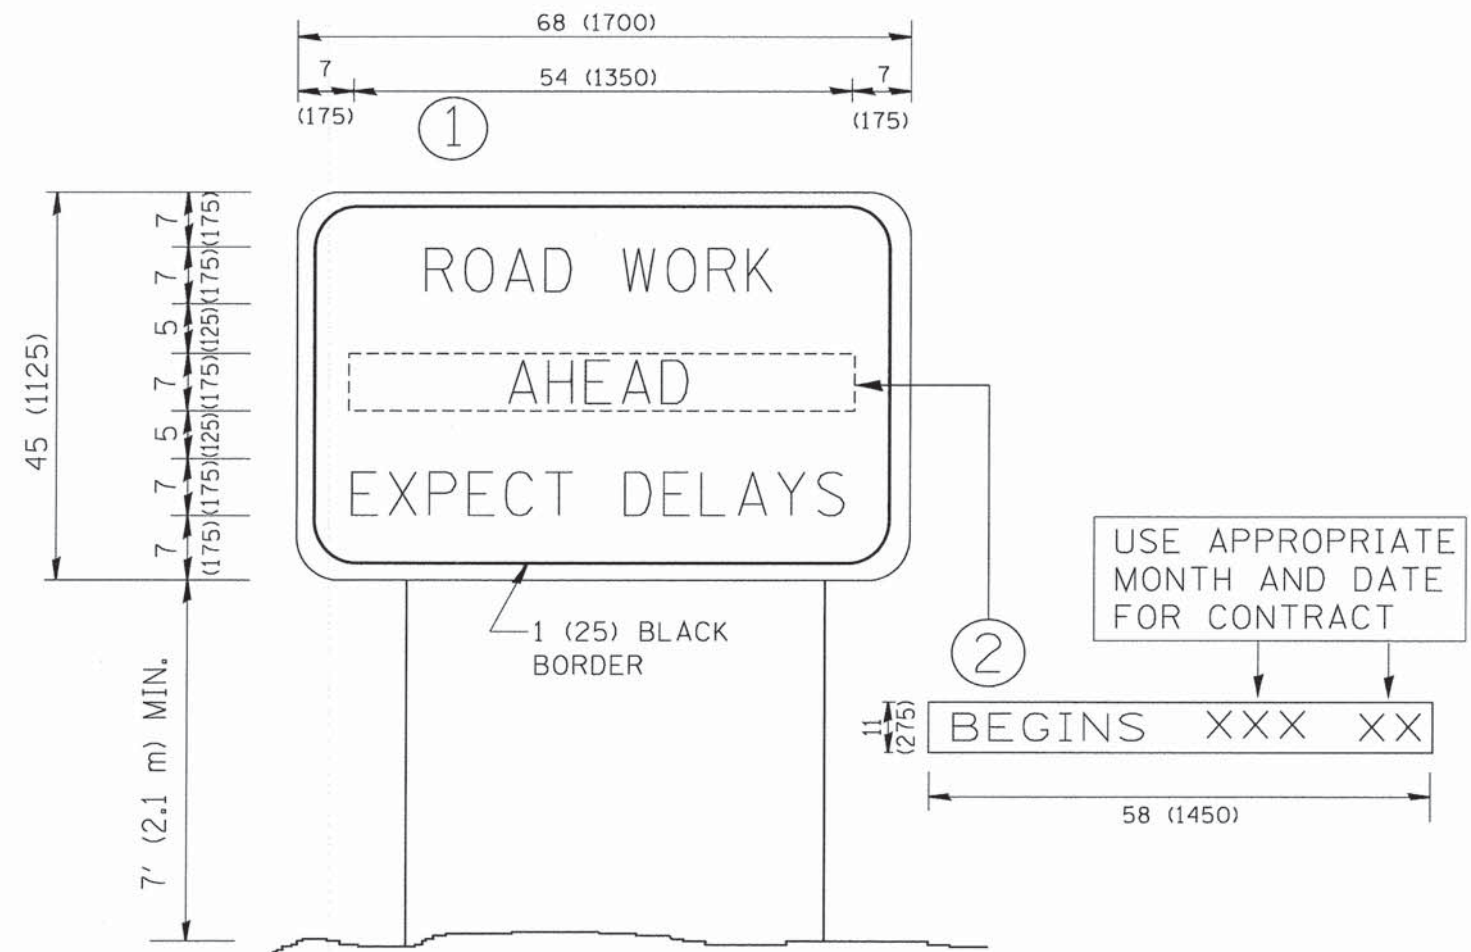 68 (1700)
7
54 (1350)
7
(175)
(175)
1
45 (1125)
7
(175)
7
(175)
5
(125)
7
(175)
5
(125)
7
(175)
7
(175)
ROAD WORK
AHEAD
EXPECT DELAYS
1 (25) BLACK
BORDER
7' (2.1 m) MIN.
USE APPROPRIATE
MONTH AND DATE
FOR CONTRACT
2
11
(275)
BEGINS XXX XX
58 (1450)